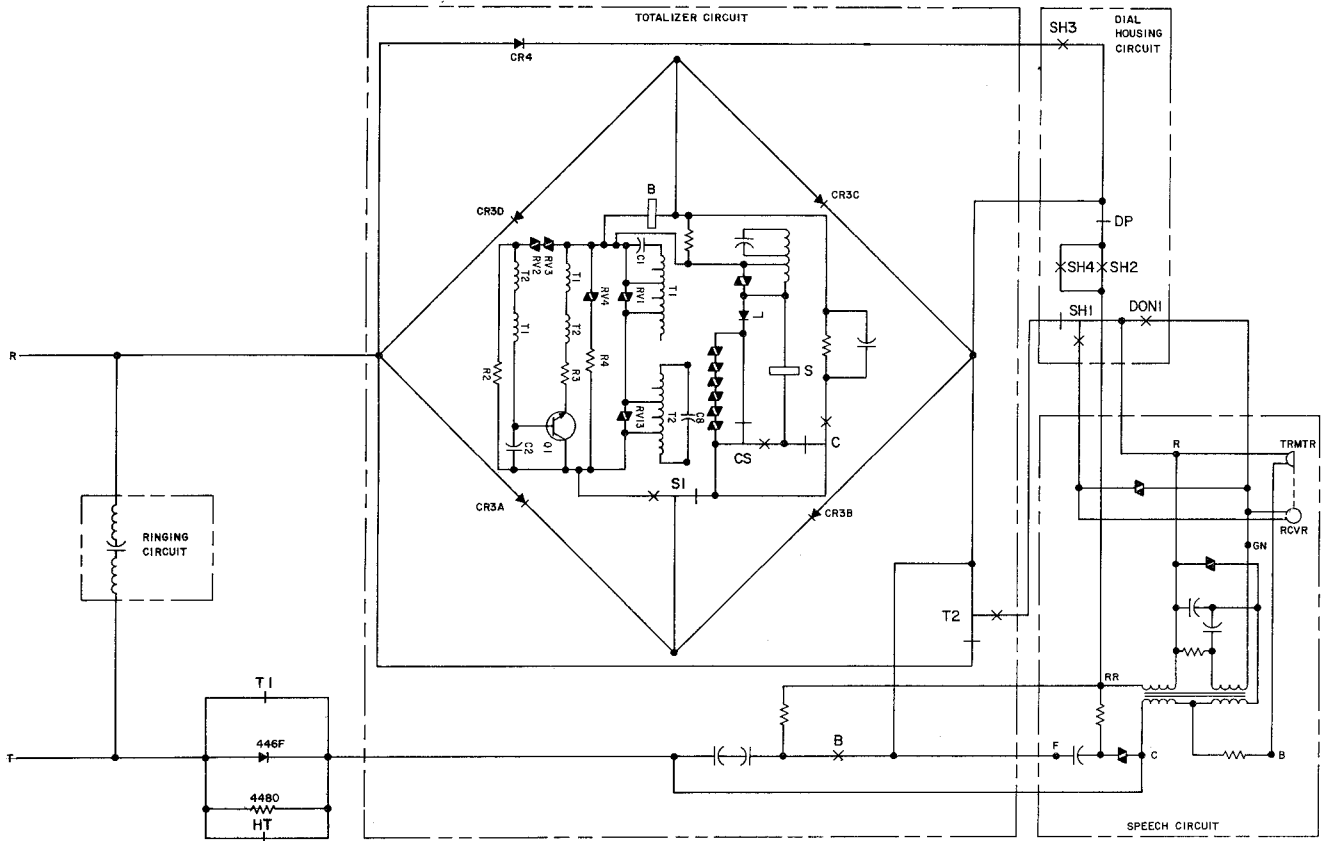 TOTALIZER CIRCUIT
DIAL
HOUSING
CIRCUIT
SH3
CR4
B
CR3D
CR3C
DP
SH4
SH2
RV2
RV3
C1
T2
T1
RV4
RV1
T1
L
SH1
DON1
R
T1
T2
R2
R3
R4
S
RV13
T2
C8
Q1
C2
C
CS
R
TRMTR
S1
CR3A
CR3B
RCVR
RINGING
CIRCUIT
GN
T2
RR
T1
B
F
T
446F
C
B
4480
HT
SPEECH CIRCUIT